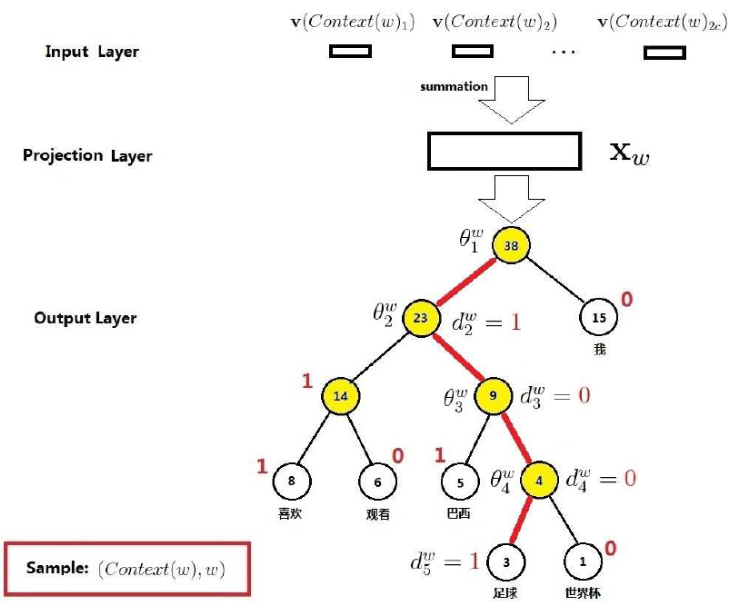 v(Context(w)₁) v(Context(w)₂) v(Context(w)₂c)
Input Layer ...
summation
Projection Layer x_w
θ₁^w 38
Output Layer θ₂^w 23 d₂^w = 1 15 0
我
1 14 θ₃^w 9 d₃^w = 0
1 8 6 0 1 5 θ₄^w 4 d₄^w = 0
喜欢 观看 巴西
Sample: (Context(w), w) d₅^w = 1 3 1 0
足球 世界杯